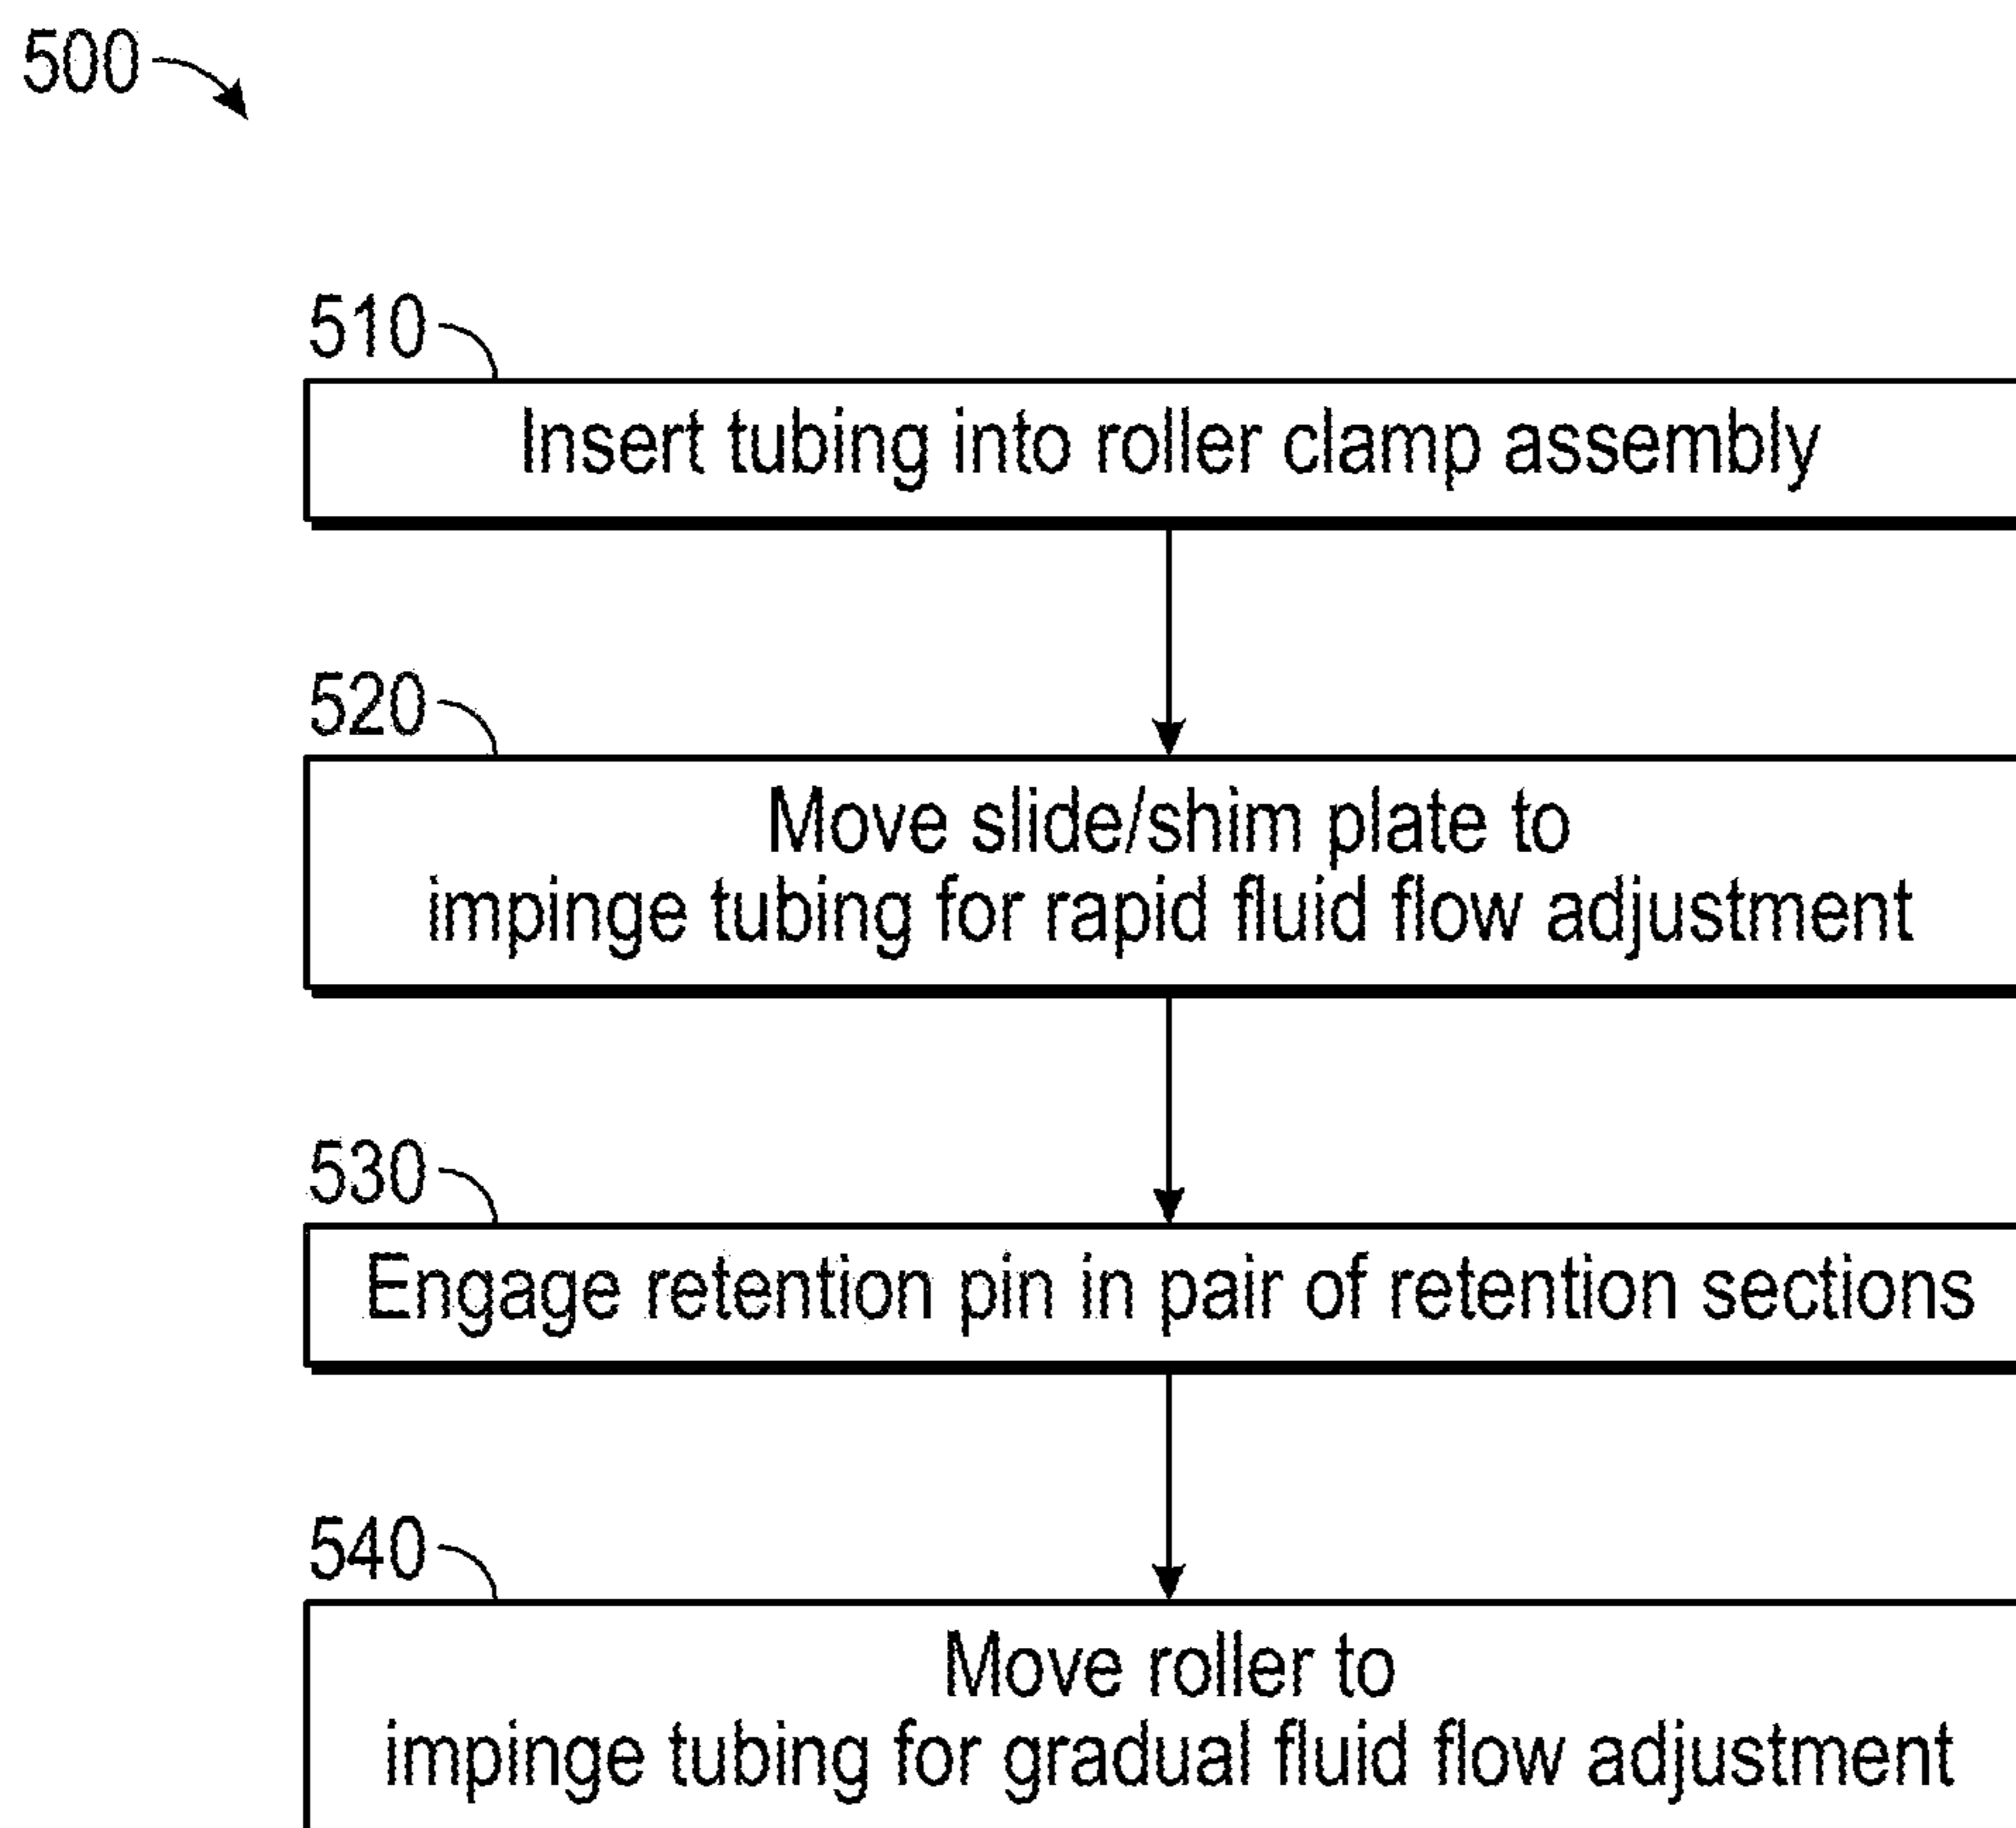 500
510
Insert tubing into roller clamp assembly
520
Move slide/shim plate to
impinge tubing for rapid fluid flow adjustment
530
Engage retention pin in pair of retention sections
540
Move roller to
impinge tubing for gradual fluid flow adjustment